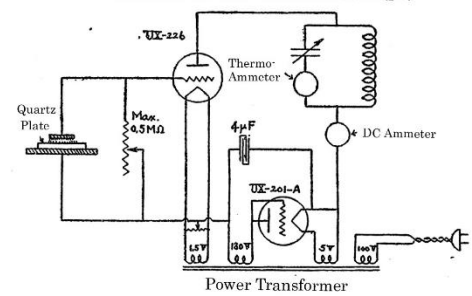 UX-226
Thermo-
Ammeter
Quartz
Plate
Max.
0.5MΩ
4μF
DC Ammeter
UX-201-A
1.5V
180V
5V
100V
Power Transformer